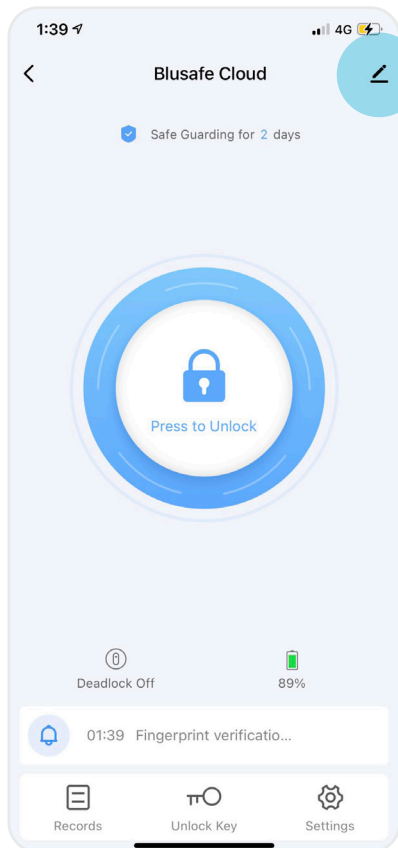 1:39 4G
Blusafe Cloud
Safe Guarding for 2 days
Press to Unlock
Deadlock Off 89%
01:39 Fingerprint verificatio...
Records Unlock Key Settings